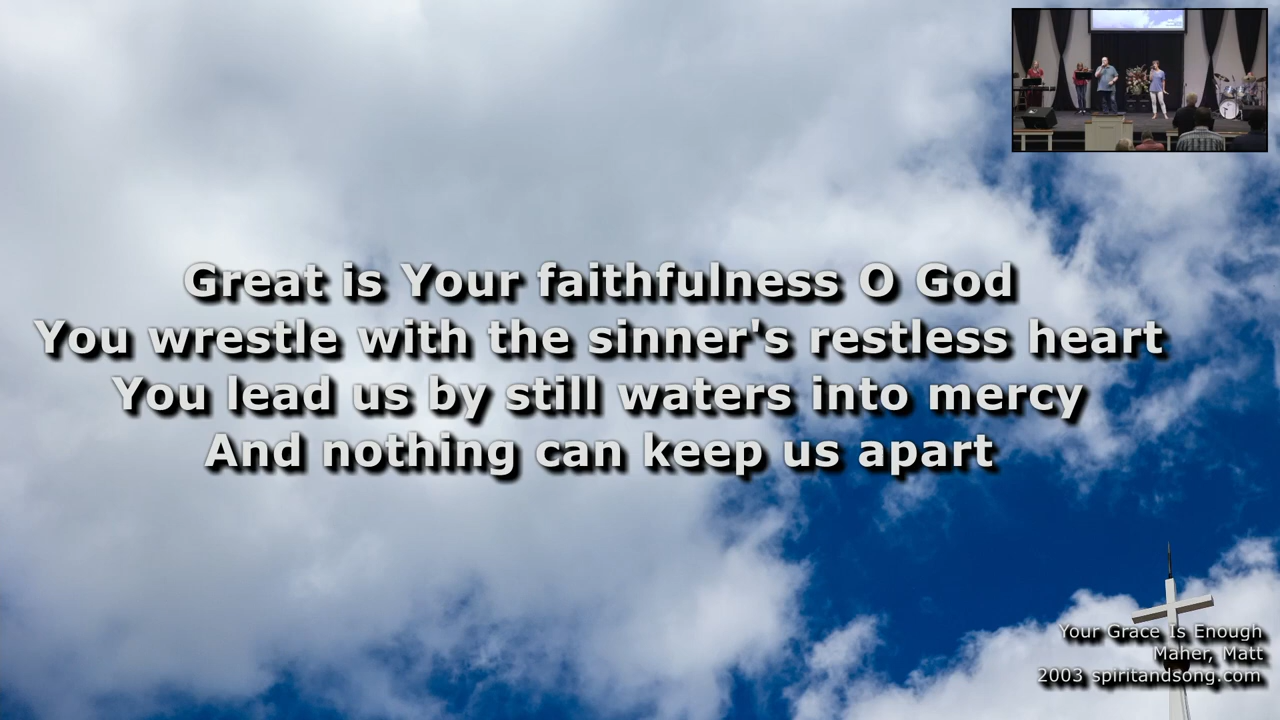 Great is Your faithfulness O God
You wrestle with the sinner's restless heart
You lead us by still waters into mercy
And nothing can keep us apart
Your Grace Is Enough
Maher, Matt
2003 spiritandsong.com